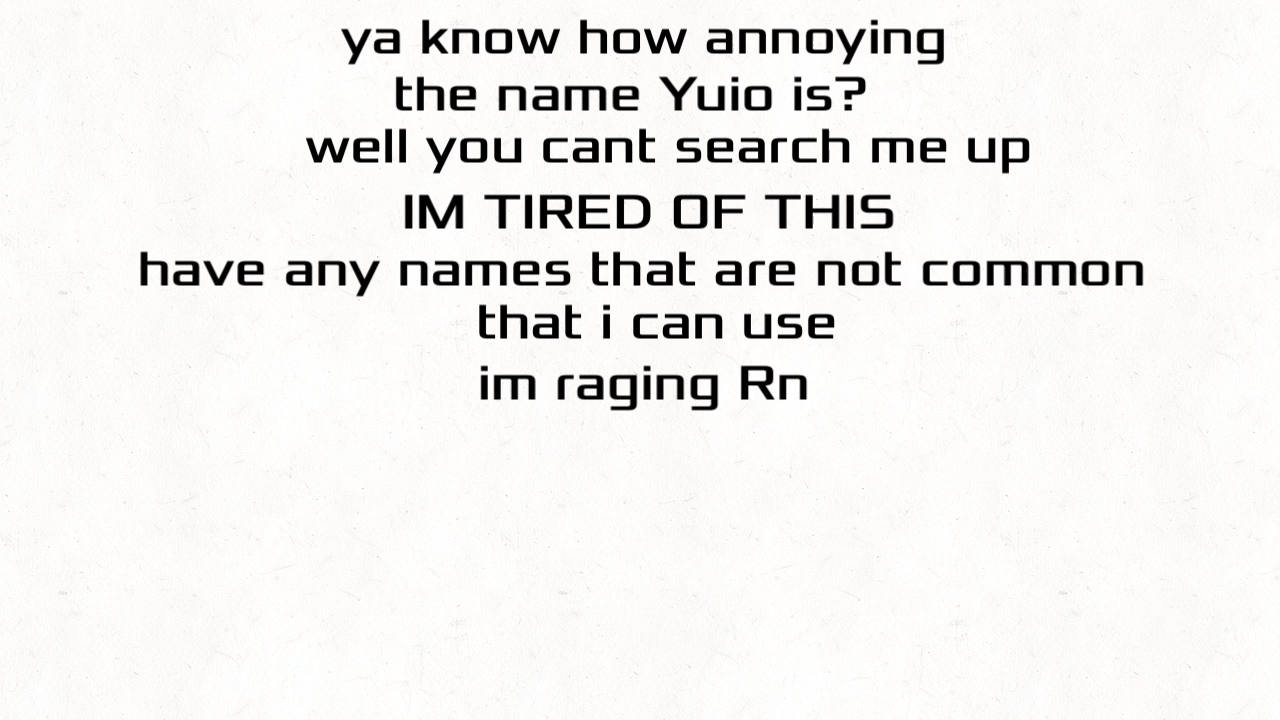 ya know how annoying
the name Yuio is?
well you cant search me up
IM TIRED OF THIS
have any names that are not common
that i can use
im raging Rn